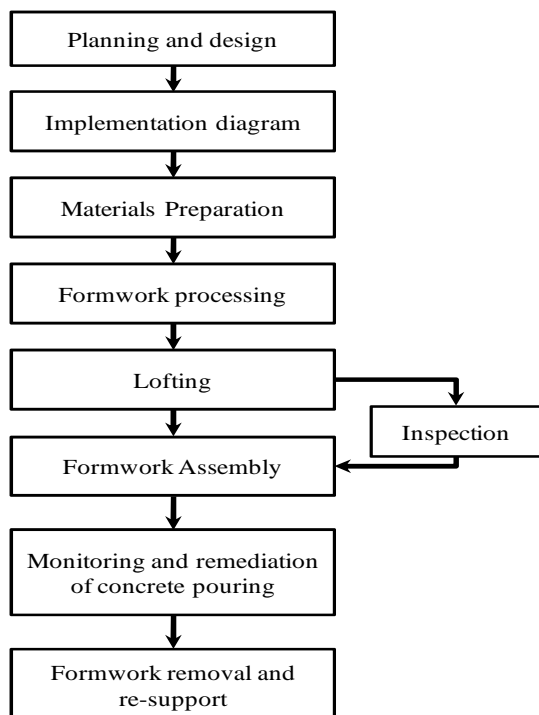 Planning and design
Implementation diagram
Materials Preparation
Formwork processing
Lofting
Inspection
Formwork Assembly
Monitoring and remediation
of concrete pouring
Formwork removal and
re-support